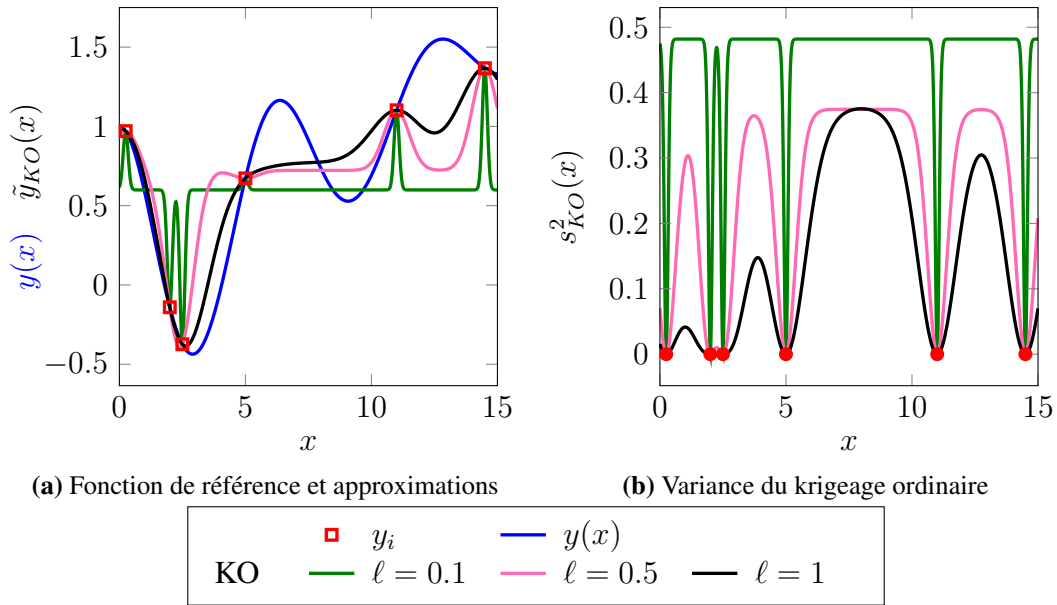 1.5
1
0.5
0
−0.5
y(x) ỹ_KO(x)
0 5 10 15
x
0.5
0.4
0.3
0.2
0.1
0
s²_KO(x)
0 5 10 15
x
(a) Fonction de référence et approximations
(b) Variance du krigeage ordinaire
y_i y(x)
KO ℓ = 0.1 ℓ = 0.5 ℓ = 1